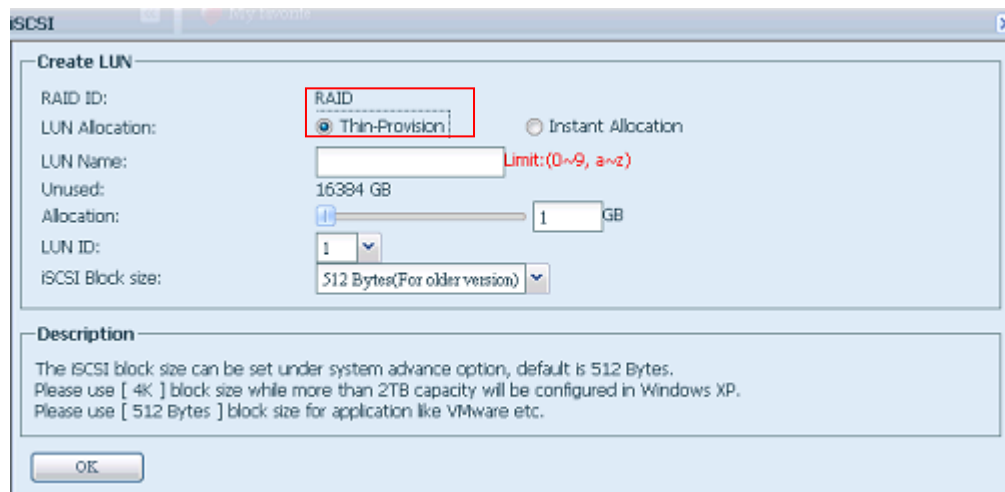 iSCSI
My favorite
Create LUN
RAID ID: RAID
LUN Allocation: Thin-Provision Instant Allocation
LUN Name: Limit:(0~9, a~z)
Unused: 16384 GB
Allocation: 1 GB
LUN ID: 1
iSCSI Block size: 512 Bytes(For older version)
Description
The iSCSI block size can be set under system advance option, default is 512 Bytes.
Please use [ 4K ] block size while more than 2TB capacity will be configured in Windows XP.
Please use [ 512 Bytes ] block size for application like VMware etc.
OK